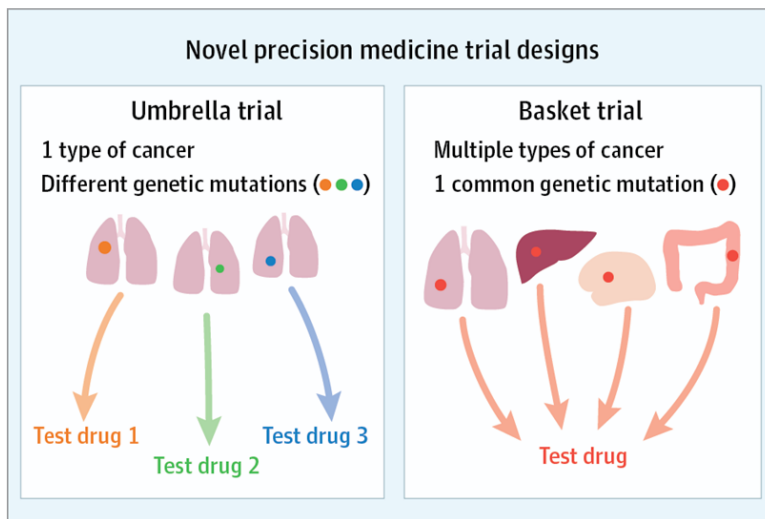 Novel precision medicine trial designs
Umbrella trial
1 type of cancer
Different genetic mutations (●●●)
Test drug 1
Test drug 2
Test drug 3
Basket trial
Multiple types of cancer
1 common genetic mutation (●)
Test drug